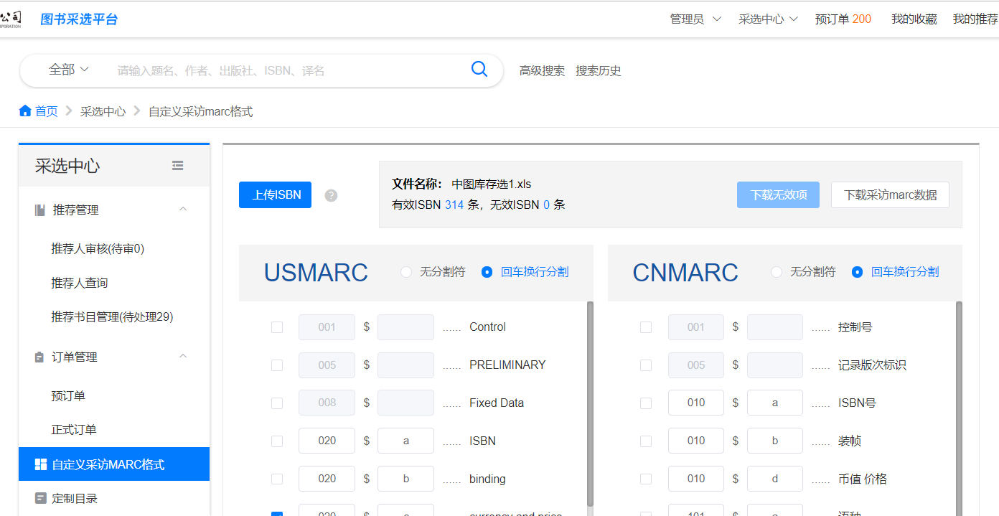 公司
PORATION
图书采选平台
管理员 采选中心 预订单 200 我的收藏 我的推荐
全部 请输入题名、作者、出版社、ISBN、译名 高级搜索 搜索历史
首页 采选中心 自定义采访marc格式
采选中心
推荐管理
推荐人审核(待审0)
推荐人查询
推荐书目管理(待处理29)
订单管理
预订单
正式订单
自定义采访MARC格式
定制目录
上传ISBN ?
文件名称： 中图库存选1.xls
有效ISBN 314 条，无效ISBN 0 条
下载无效项 下载采访marc数据
USMARC 无分割符 回车换行分割
001 $ ...... Control
005 $ ...... PRELIMINARY
008 $ ...... Fixed Data
020 $ a ...... ISBN
020 $ b ...... binding
020 $ c ...... currency and price
CNMARC 无分割符 回车换行分割
001 $ ...... 控制号
005 $ ...... 记录版次标识
010 $ a ...... ISBN号
010 $ b ...... 装帧
010 $ d ...... 币值 价格
101 $ a ...... 语种